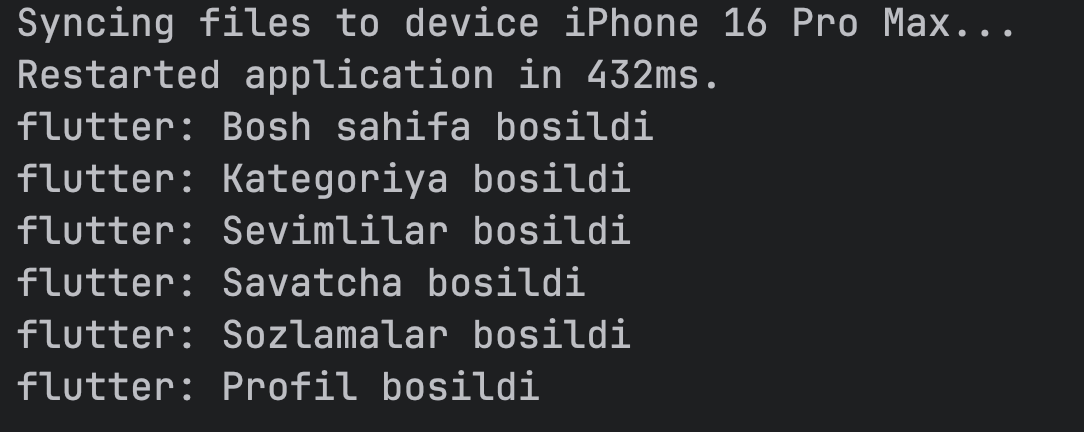 Syncing files to device iPhone 16 Pro Max...
Restarted application in 432ms.
flutter: Bosh sahifa bosildi
flutter: Kategoriya bosildi
flutter: Sevimlilar bosildi
flutter: Savatcha bosildi
flutter: Sozlamalar bosildi
flutter: Profil bosildi